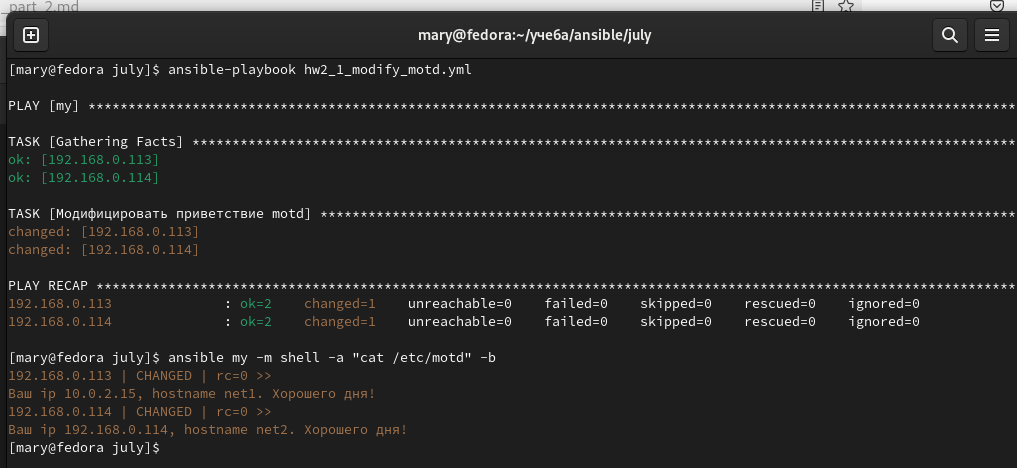 part_2.md
mary@fedora:~/учеба/ansible/july
[mary@fedora july]$ ansible-playbook hw2_1_modify_motd.yml
PLAY [my] ********************************************************************************************************************
TASK [Gathering Facts] *******************************************************************************************************
ok: [192.168.0.113]
ok: [192.168.0.114]
TASK [Модифицировать приветствие motd] ***************************************************************************************
changed: [192.168.0.113]
changed: [192.168.0.114]
PLAY RECAP *******************************************************************************************************************
192.168.0.113 : ok=2 changed=1 unreachable=0 failed=0 skipped=0 rescued=0 ignored=0
192.168.0.114 : ok=2 changed=1 unreachable=0 failed=0 skipped=0 rescued=0 ignored=0
[mary@fedora july]$ ansible my -m shell -a "cat /etc/motd" -b
192.168.0.113 | CHANGED | rc=0 >>
Ваш ip 10.0.2.15, hostname net1. Хорошего дня!
192.168.0.114 | CHANGED | rc=0 >>
Ваш ip 192.168.0.114, hostname net2. Хорошего дня!
[mary@fedora july]$